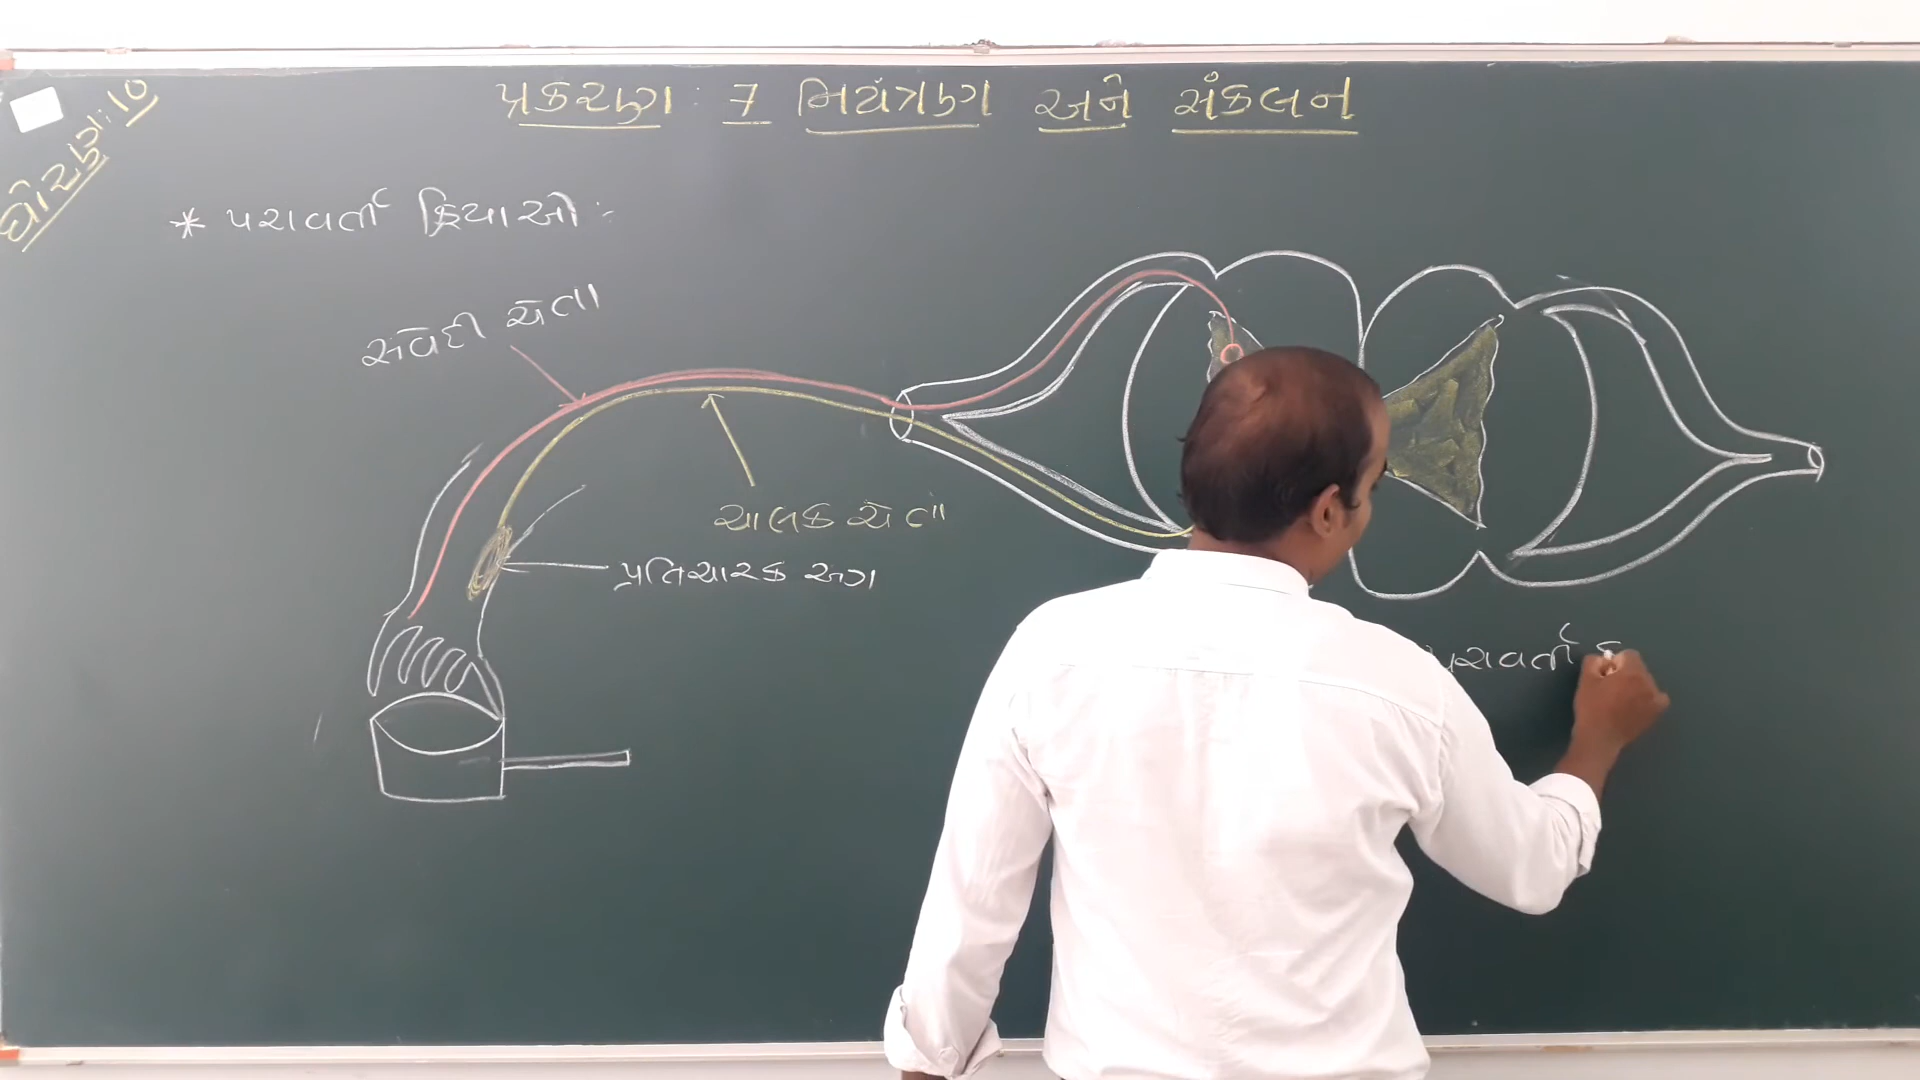 ધોરણ: 10
પ્રકરણ : 7 નિયંત્રણ અને સંકલન
* પરાવર્તી ક્રિયાઓ :-
સંવેદી ચેતા
ચાલક ચેતા
પ્રતિચારક અંગ
પરાવર્તી